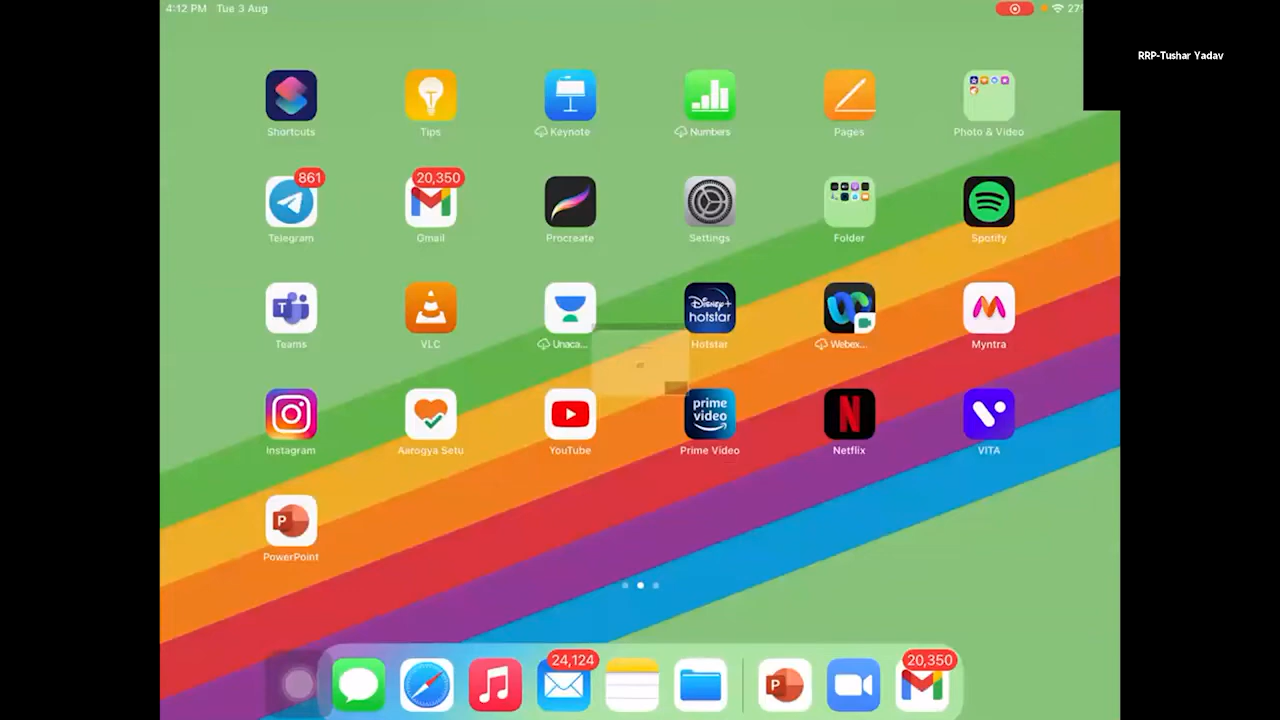 4:12 PM Tue 3 Aug
27
RRP-Tushar Yadav
Shortcuts
Tips
Keynote
Numbers
Pages
Photo & Video
861
20,350
Telegram
Gmail
Procreate
Settings
Folder
Spotify
Disney+
hotstar
Teams
VLC
Unaca...
Hotstar
Webex...
Myntra
prime
video
Instagram
Aarogya Setu
YouTube
Prime Video
Netflix
VITA
PowerPoint
24,124
20,350